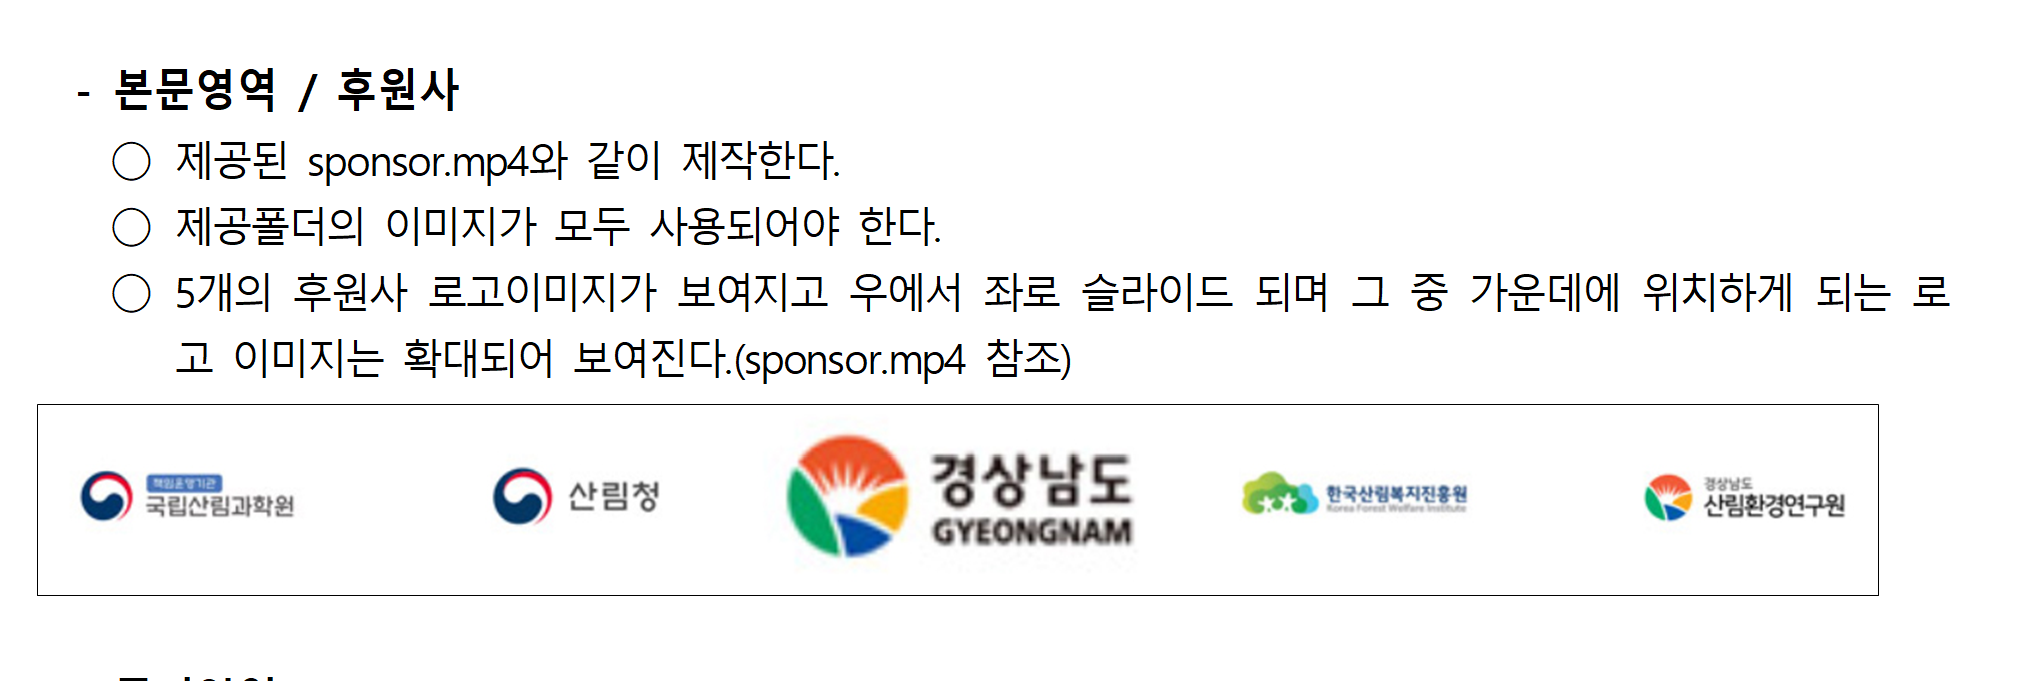 - 본문영역 / 후원사
○ 제공된 sponsor.mp4와 같이 제작한다.
○ 제공폴더의 이미지가 모두 사용되어야 한다.
○ 5개의 후원사 로고이미지가 보여지고 우에서 좌로 슬라이드 되며 그 중 가운데에 위치하게 되는 로
고 이미지는 확대되어 보여진다.(sponsor.mp4 참조)
책임운영기관
국립산림과학원
산림청
경상남도
GYEONGNAM
한국산림복지진흥원
Korea Forest Welfare Institute
경상남도
산림환경연구원